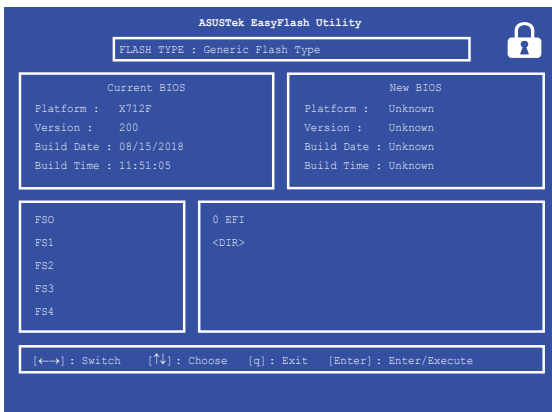 ASUSTek EasyFlash Utility
FLASH TYPE : Generic Flash Type
Current BIOS
Platform : X712F
Version : 200
Build Date : 08/15/2018
Build Time : 11:51:05
New BIOS
Platform : Unknown
Version : Unknown
Build Date : Unknown
Build Time : Unknown
FSO
FS1
FS2
FS3
FS4
0 EFI
<DIR>
[←→] : Switch [↑↓] : Choose [q] : Exit [Enter] : Enter/Execute